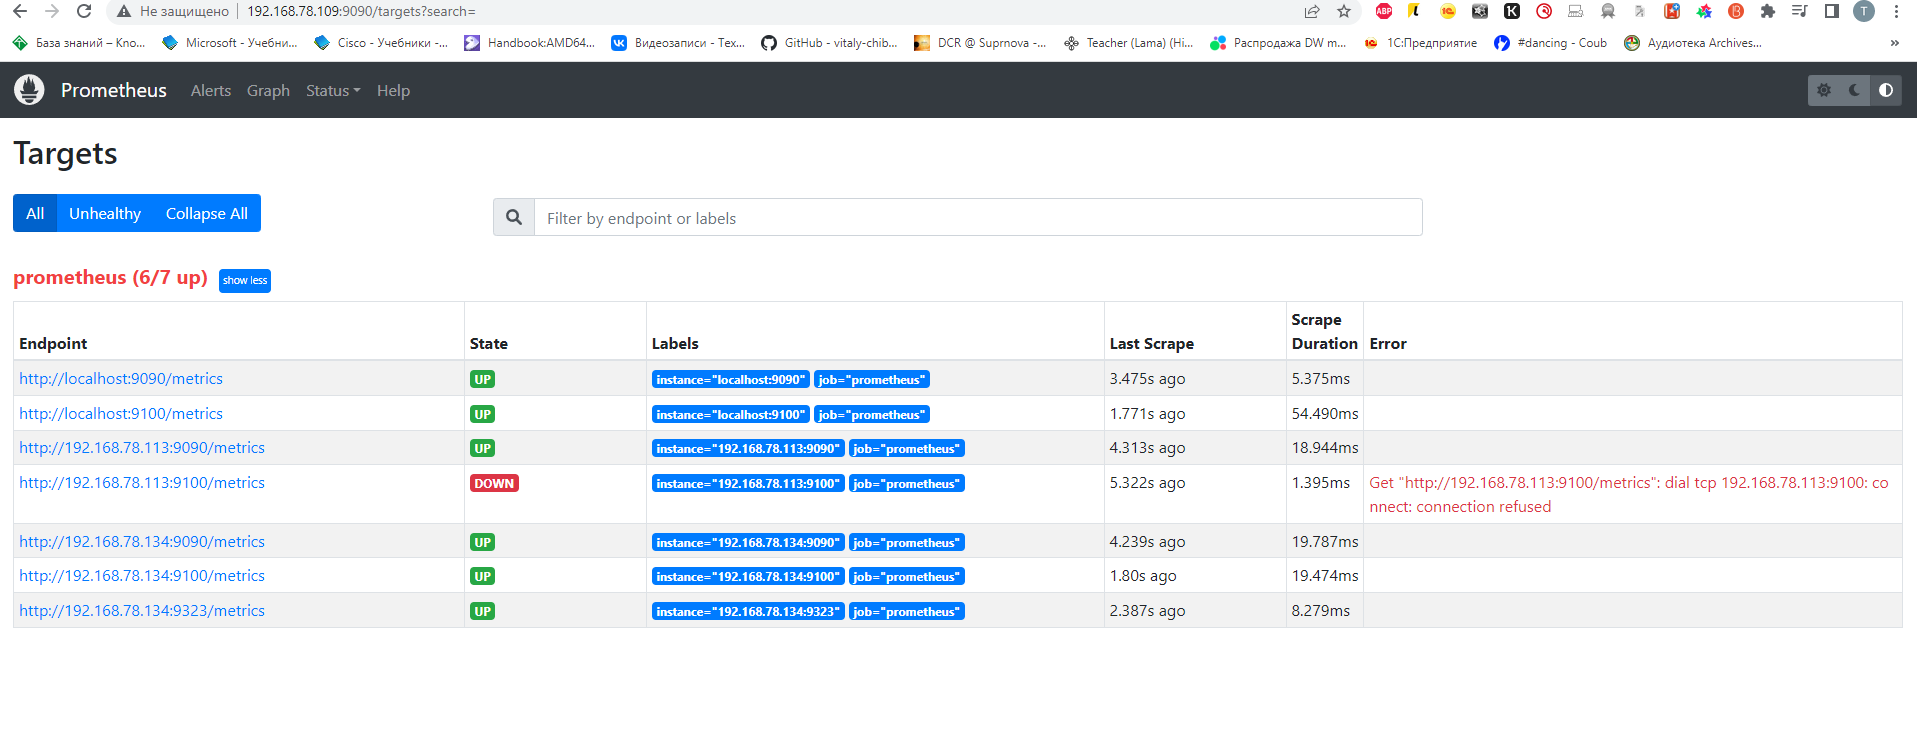 Не защищено 192.168.78.109:9090/targets?search=
База знаний – Kno... Microsoft - Учебни... Cisco - Учебники -... Handbook:AMD64... Видеозаписи - Тех... GitHub - vitaly-chib... DCR @ Suprnova -... Teacher (Lama) (Hi... Распродажа DW m... 1С:Предприятие #dancing - Coub Аудиотека Archives... »
Prometheus Alerts Graph Status Help
Targets
All Unhealthy Collapse All Filter by endpoint or labels
prometheus (6/7 up) show less
Endpoint State Labels Last Scrape Scrape Duration Error
http://localhost:9090/metrics UP instance="localhost:9090" job="prometheus" 3.475s ago 5.375ms
http://localhost:9100/metrics UP instance="localhost:9100" job="prometheus" 1.771s ago 54.490ms
http://192.168.78.113:9090/metrics UP instance="192.168.78.113:9090" job="prometheus" 4.313s ago 18.944ms
http://192.168.78.113:9100/metrics DOWN instance="192.168.78.113:9100" job="prometheus" 5.322s ago 1.395ms Get "http://192.168.78.113:9100/metrics": dial tcp 192.168.78.113:9100: co
nnect: connection refused
http://192.168.78.134:9090/metrics UP instance="192.168.78.134:9090" job="prometheus" 4.239s ago 19.787ms
http://192.168.78.134:9100/metrics UP instance="192.168.78.134:9100" job="prometheus" 1.80s ago 19.474ms
http://192.168.78.134:9323/metrics UP instance="192.168.78.134:9323" job="prometheus" 2.387s ago 8.279ms